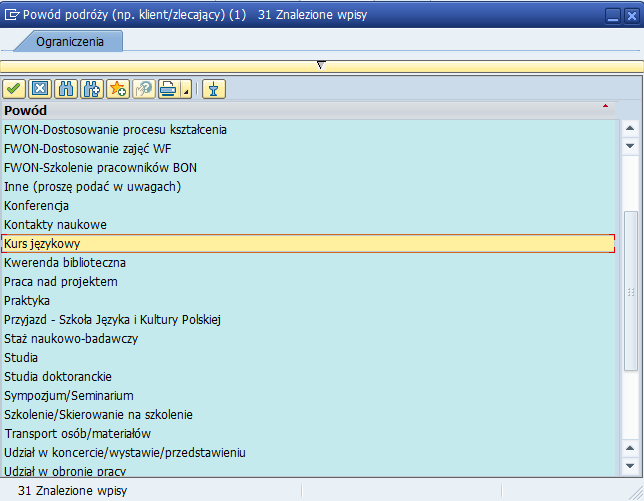 Powód podróży (np. klient/zlecający) (1) 31 Znalezione wpisy
Ograniczenia
Powód
FWON-Dostosowanie procesu kształcenia
FWON-Dostosowanie zajęć WF
FWON-Szkolenie pracowników BON
Inne (proszę podać w uwagach)
Konferencja
Kontakty naukowe
Kurs językowy
Kwerenda biblioteczna
Praca nad projektem
Praktyka
Przyjazd - Szkoła Języka i Kultury Polskiej
Staż naukowo-badawczy
Studia
Studia doktoranckie
Sympozjum/Seminarium
Szkolenie/Skierowanie na szkolenie
Transport osób/materiałów
Udział w koncercie/wystawie/przedstawieniu
Udział w obronie pracy
31 Znalezione wpisy